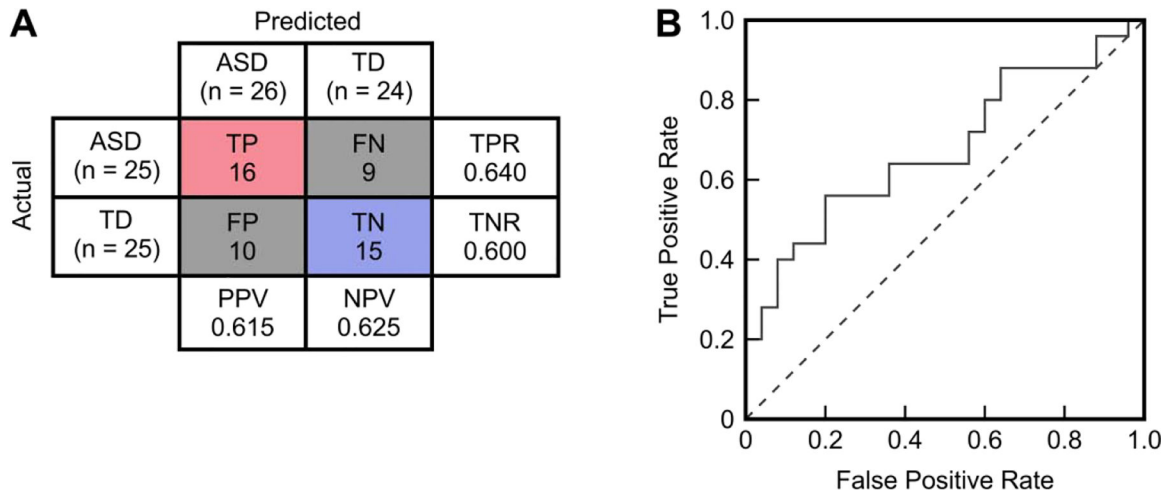 A
Predicted
ASD
(n = 26)
TD
(n = 24)
Actual
ASD
(n = 25)
TP
16
FN
9
TPR
0.640
TD
(n = 25)
FP
10
TN
15
TNR
0.600
PPV
0.615
NPV
0.625
B
True Positive Rate
1.0
0.8
0.6
0.4
0.2
0
0
0.2
0.4
0.6
0.8
1.0
False Positive Rate